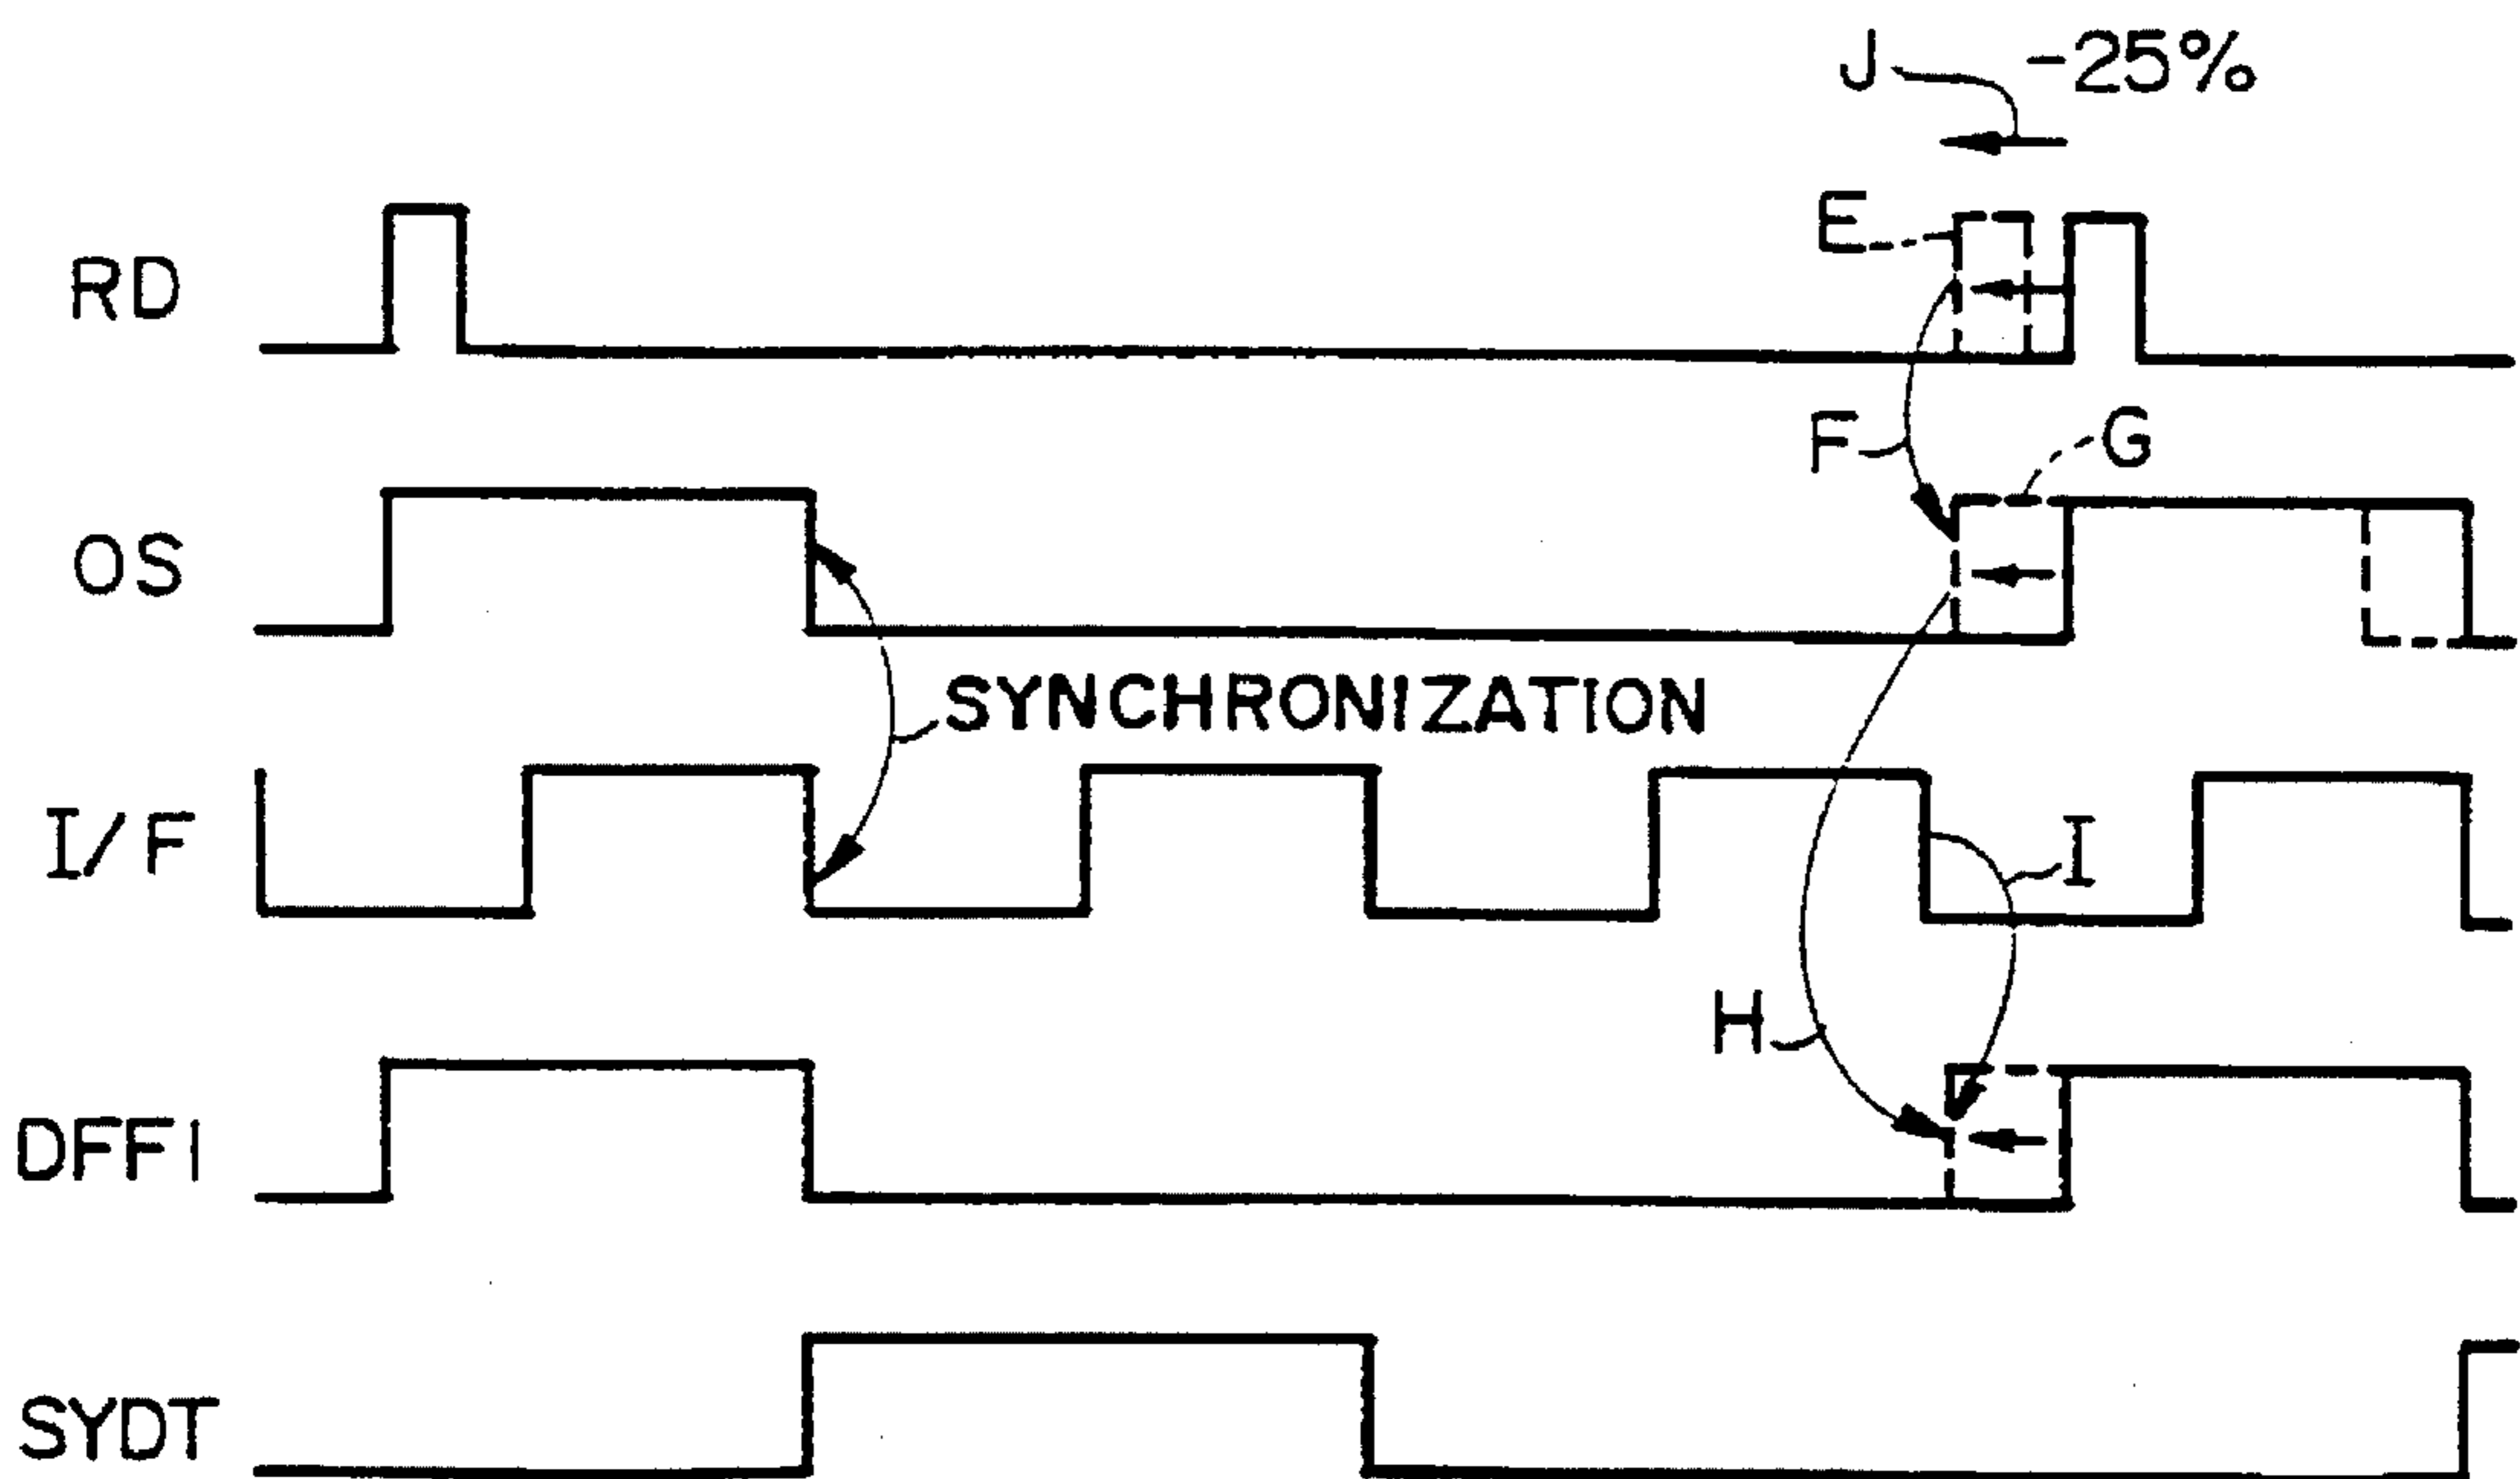 J -25%
E
RD
F G
OS
SYNCHRONIZATION
I/F I
H
DFF1
SYDT